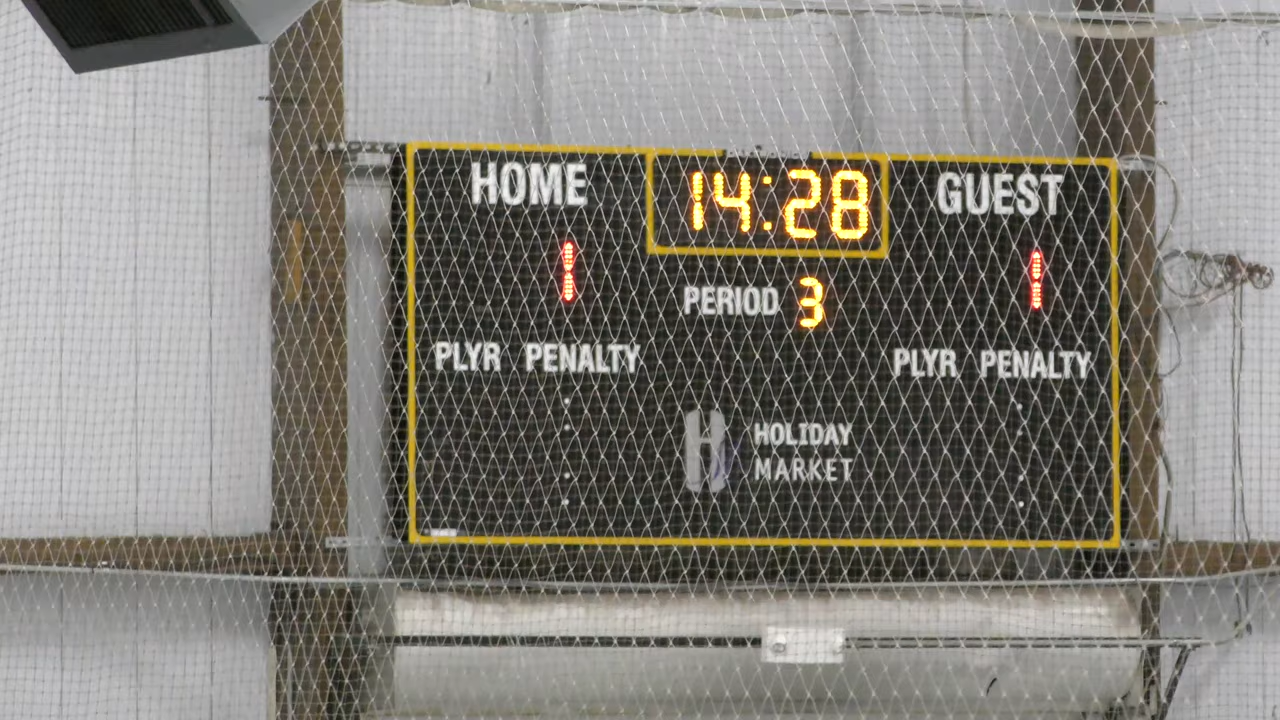 HOME
14:28
GUEST
1
1
PERIOD 3
PLYR PENALTY
PLYR PENALTY
H
HOLIDAY
MARKET